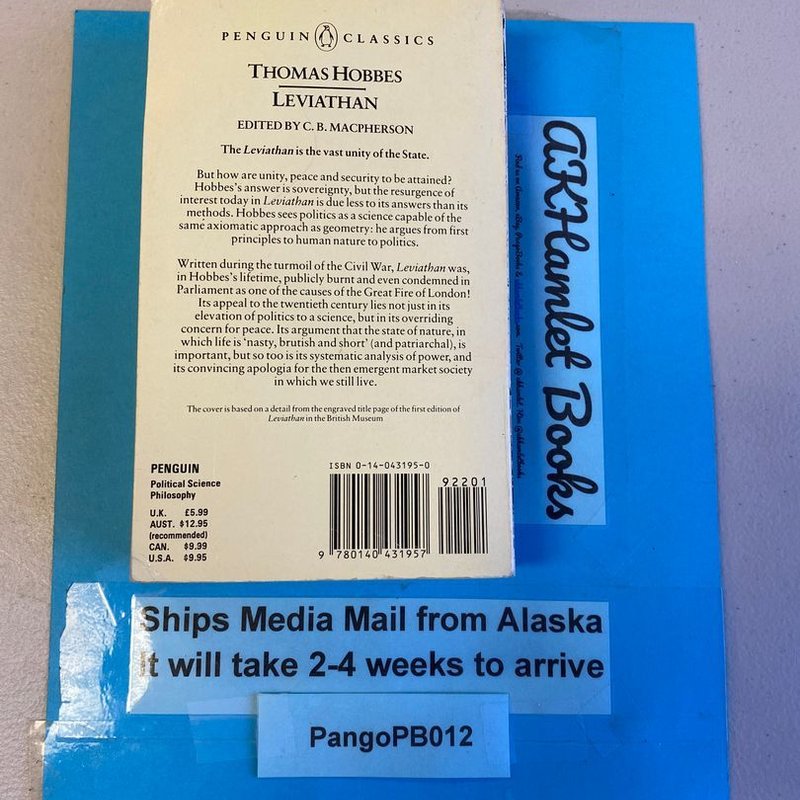 PENGUIN CLASSICS
THOMAS HOBBES
LEVIATHAN
EDITED BY C. B. MACPHERSON
The Leviathan is the vast unity of the State.
But how are unity, peace and security to be attained?
Hobbes's answer is sovereignty, but the resurgence of
interest today in Leviathan is due less to its answers than its
methods. Hobbes sees politics as a science capable of the
same axiomatic approach as geometry: he argues from first
principles to human nature to politics.
Written during the turmoil of the Civil War, Leviathan was,
in Hobbes's lifetime, publicly burnt and even condemned in
Parliament as one of the causes of the Great Fire of London!
Its appeal to the twentieth century lies not just in its
elevation of politics to a science, but in its overriding
concern for peace. Its argument that the state of nature, in
which life is 'nasty, brutish and short' (and patriarchal), is
important, but so too is its systematic analysis of power, and
its convincing apologia for the then emergent market society
in which we still live.
The cover is based on a detail from the engraved title page of the first edition of
Leviathan in the British Museum
PENGUIN
Political Science
Philosophy
U.K. £5.99
AUST. $12.95
(recommended)
CAN. $9.99
U.S.A. $9.95
ISBN 0-14-043195-0
92201
9 780140 431957
AKHamlet Books
Ships Media Mail from Alaska
It will take 2-4 weeks to arrive
PangoPB012